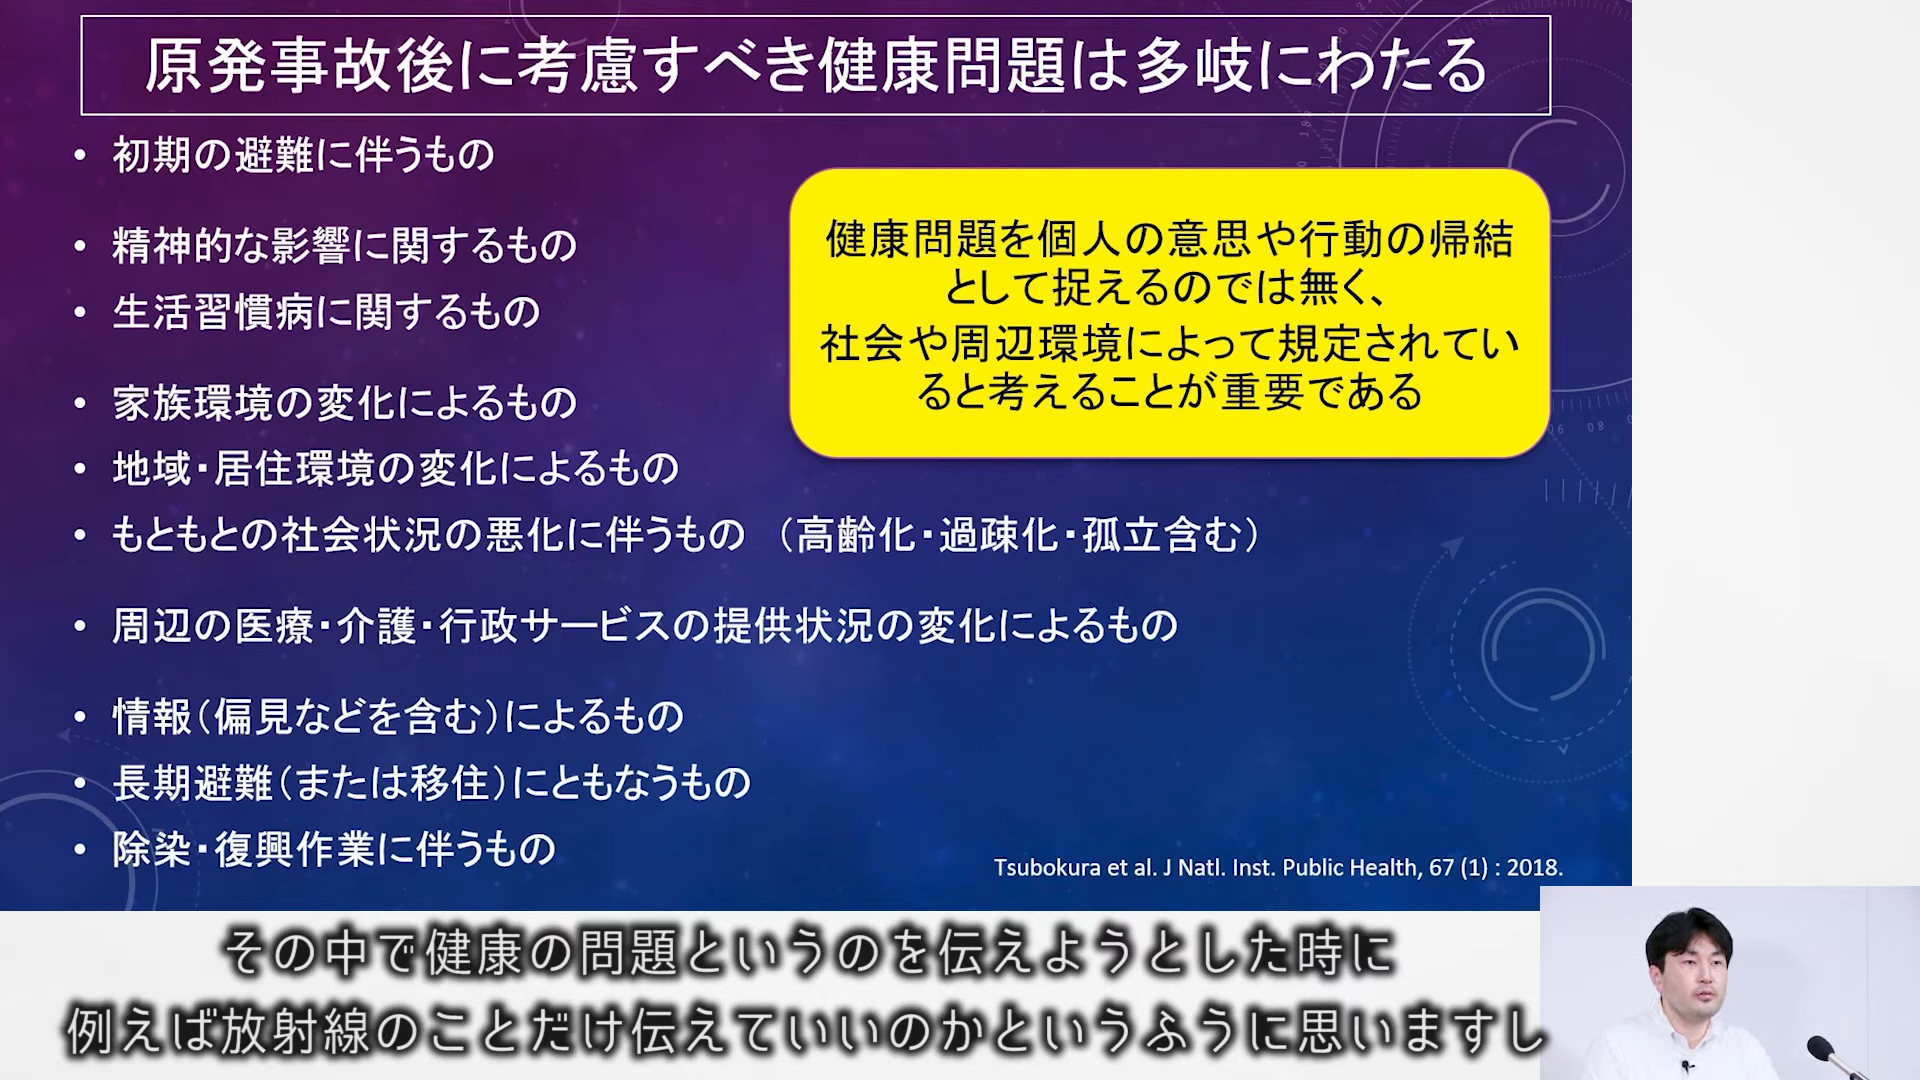 原発事故後に考慮すべき健康問題は多岐にわたる
• 初期の避難に伴うもの
• 精神的な影響に関するもの
• 生活習慣病に関するもの
• 家族環境の変化によるもの
• 地域・居住環境の変化によるもの
• もともとの社会状況の悪化に伴うもの （高齢化・過疎化・孤立含む）
• 周辺の医療・介護・行政サービスの提供状況の変化によるもの
• 情報（偏見などを含む）によるもの
• 長期避難（または移住）にともなうもの
• 除染・復興作業に伴うもの
健康問題を個人の意思や行動の帰結
として捉えるのでは無く、
社会や周辺環境によって規定されてい
ると考えることが重要である
Tsubokura et al. J Natl. Inst. Public Health, 67 (1) : 2018.
その中で健康の問題というのを伝えようとした時に
例えば放射線のことだけ伝えていいのかというふうに思いますし